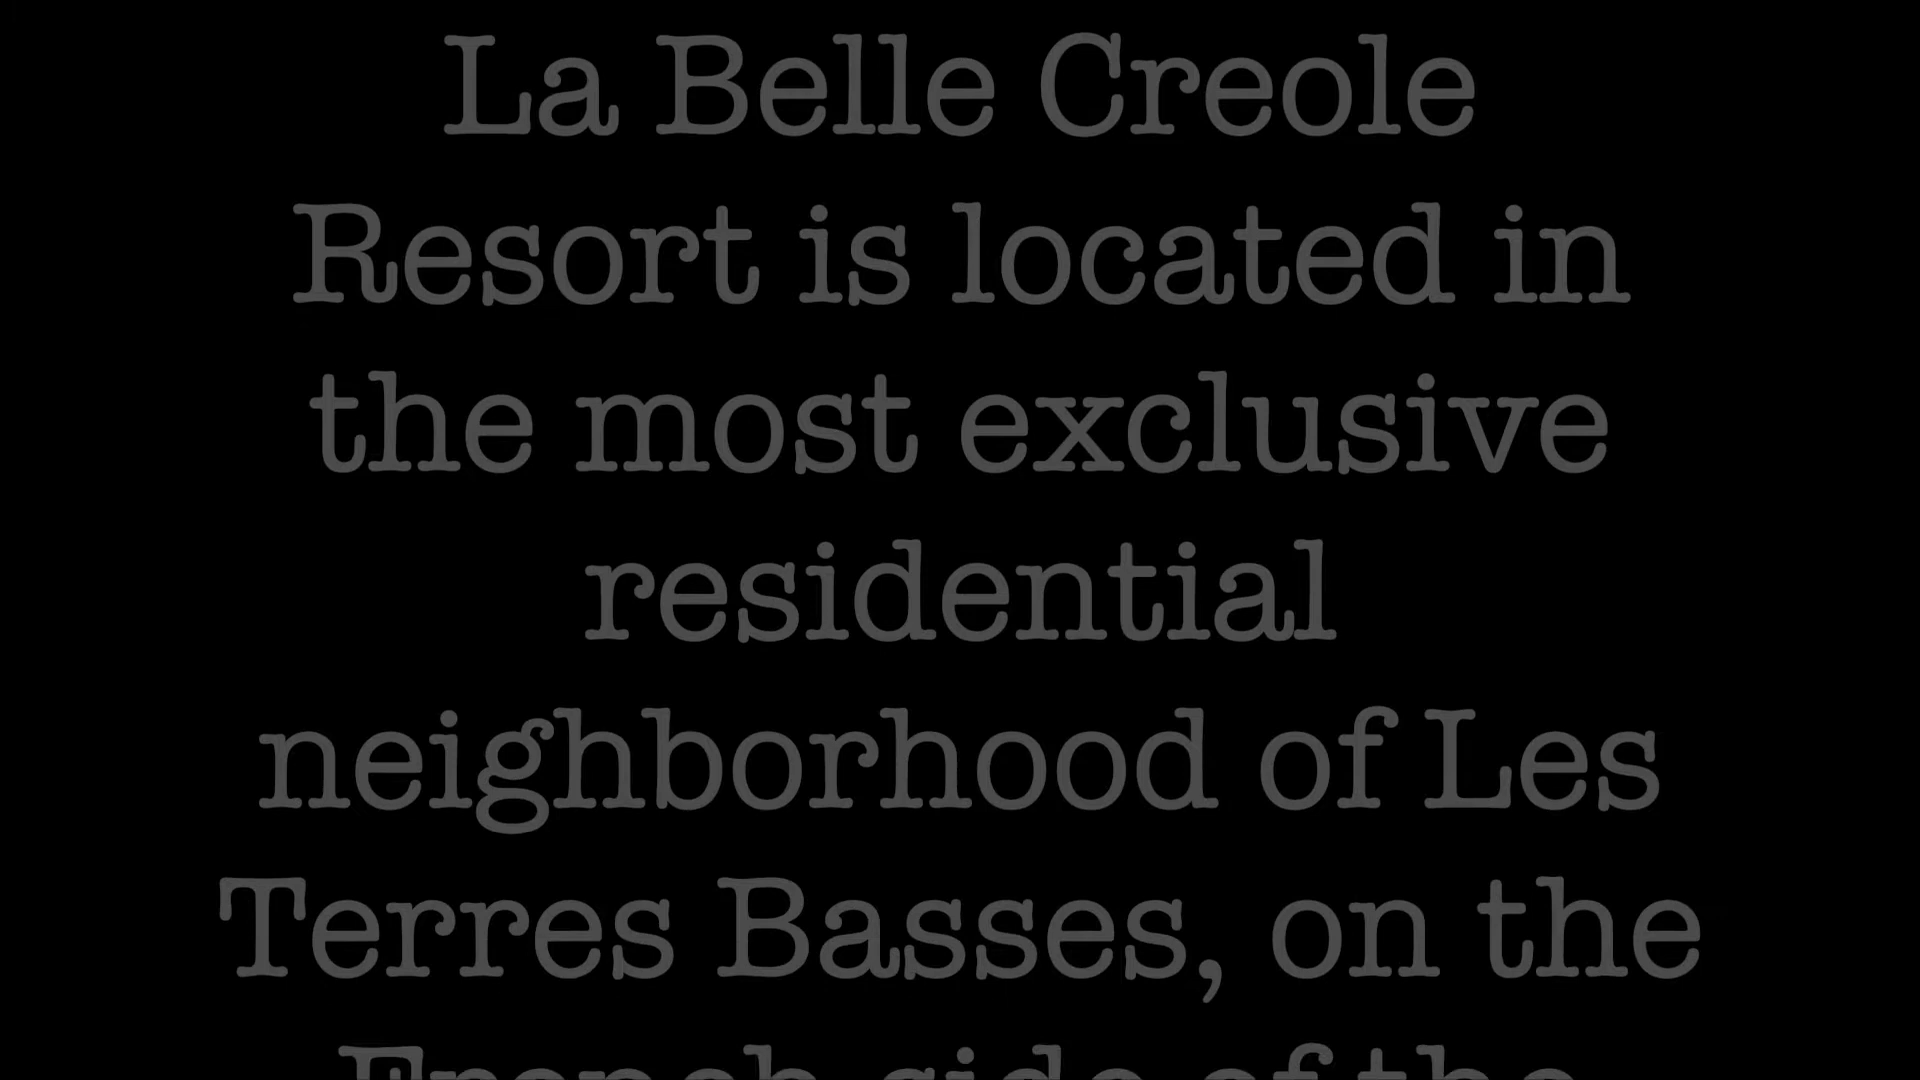 La Belle Creole
Resort is located in
the most exclusive
residential
neighborhood of Les
Terres Basses, on the
French side of the